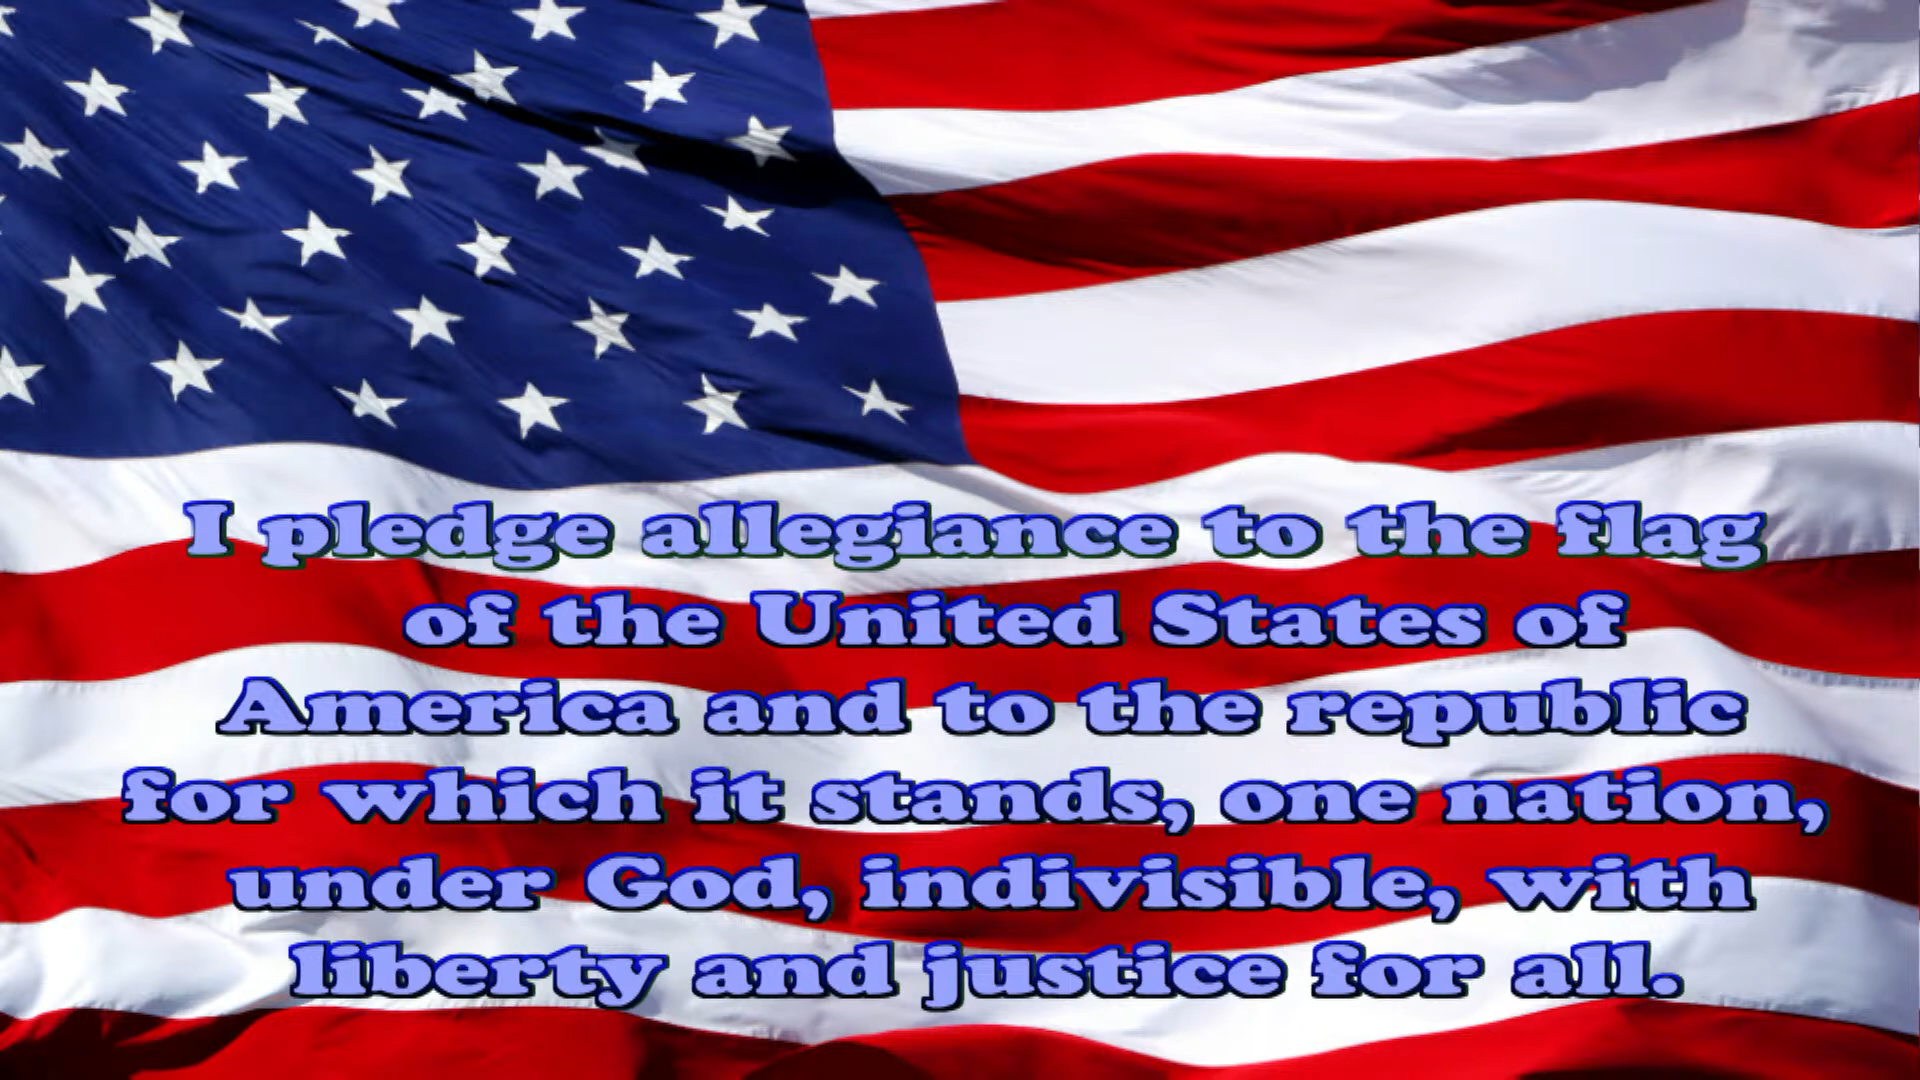 I pledge allegiance to the flag
of the United States of
America and to the republic
for which it stands, one nation,
under God, indivisible, with
liberty and justice for all.